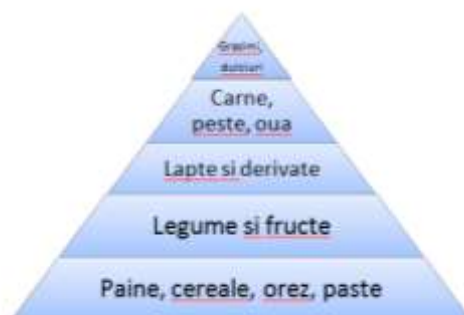 Grasimi,
dulciuri
Carne,
peste, oua
Lapte si derivate
Legume si fructe
Paine, cereale, orez, paste